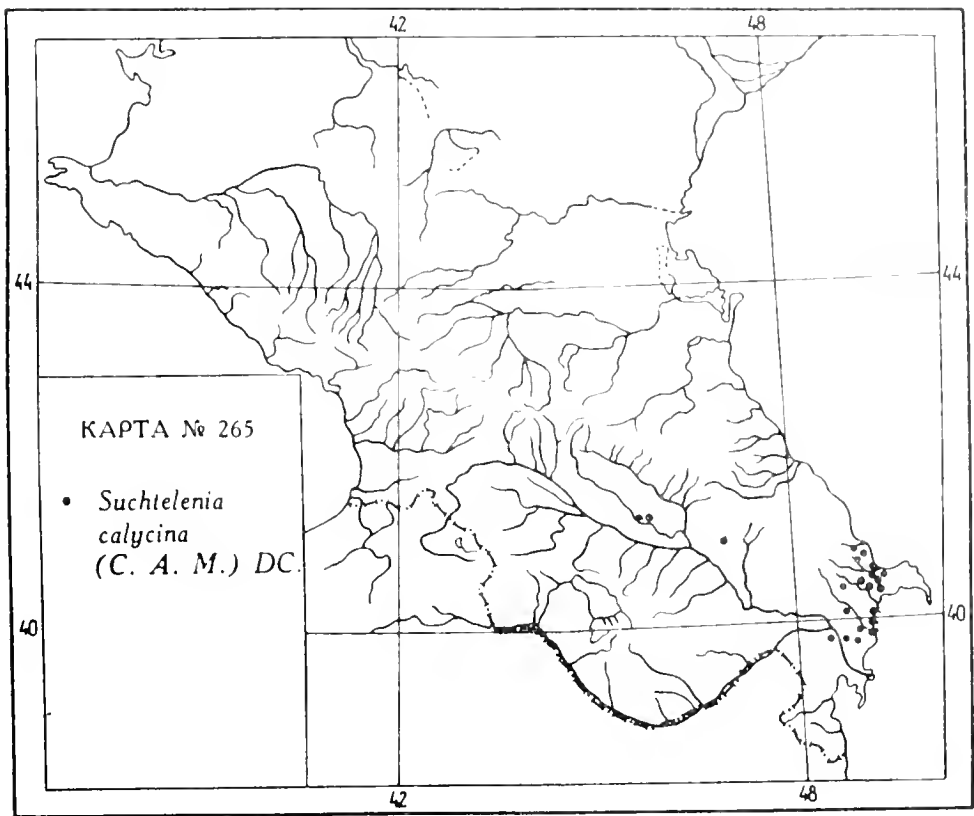 42 48
44 44
КАРТА № 265
• Suchtelenia
calycina
(C. A. M.) DC.
40 40
42 48